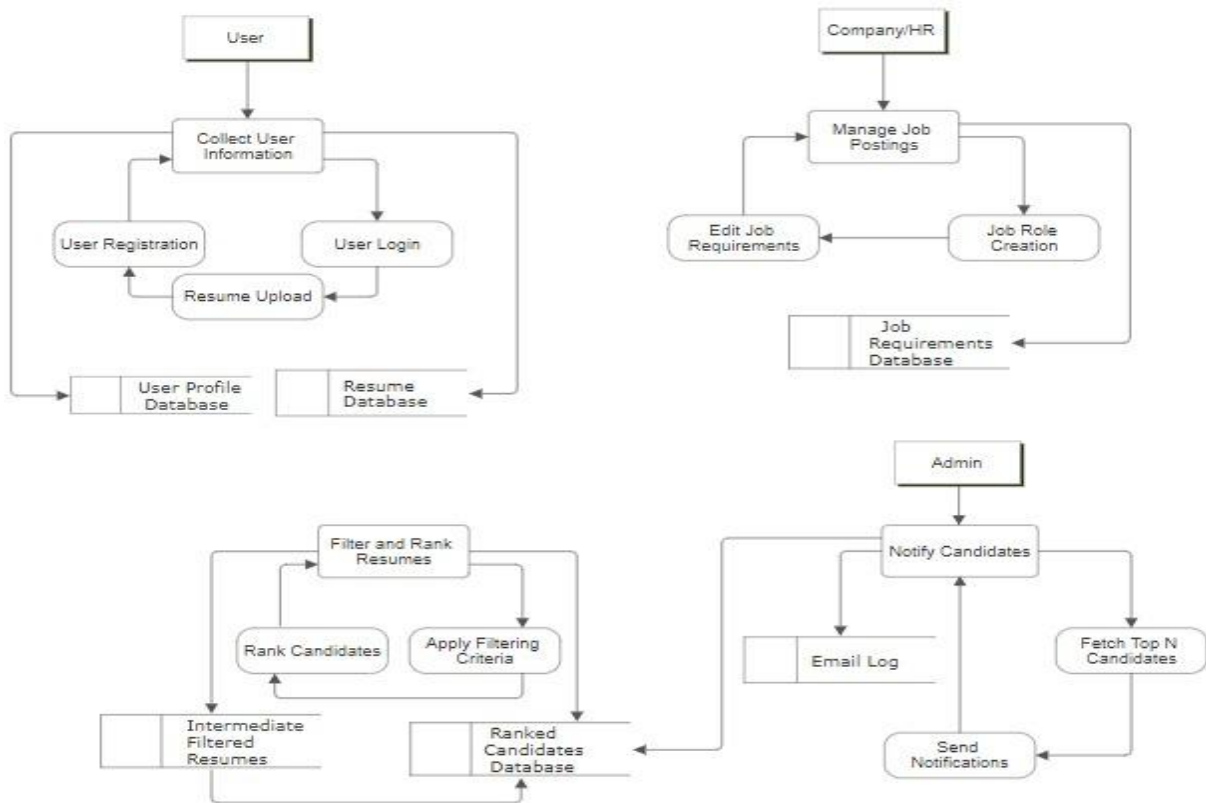 User
Collect User
Information
User Registration
User Login
Resume Upload
User Profile
Database
Resume
Database
Company/HR
Manage Job
Postings
Edit Job
Requirements
Job Role
Creation
Job
Requirements
Database
Filter and Rank
Resumes
Rank Candidates
Apply Filtering
Criteria
Intermediate
Filtered
Resumes
Ranked
Candidates
Database
Admin
Notify Candidates
Email Log
Fetch Top N
Candidates
Send
Notifications